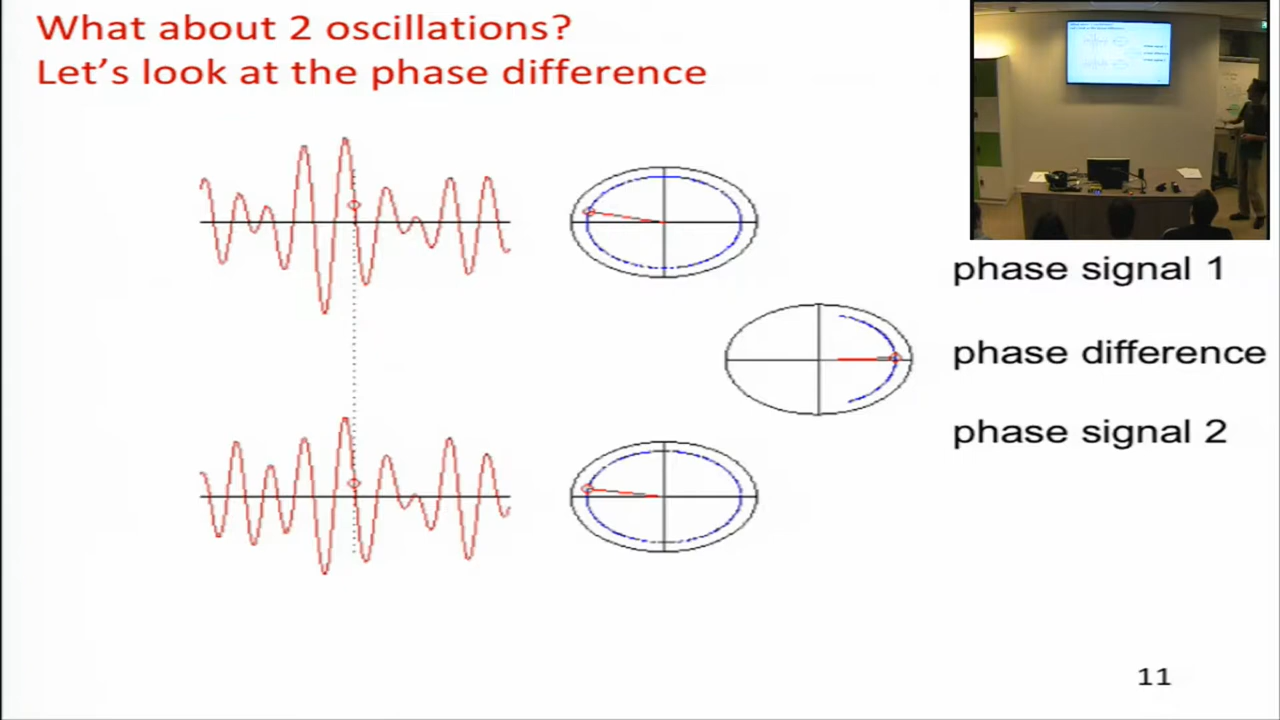 What about 2 oscillations?
Let's look at the phase difference
phase signal 1
phase difference
phase signal 2
11